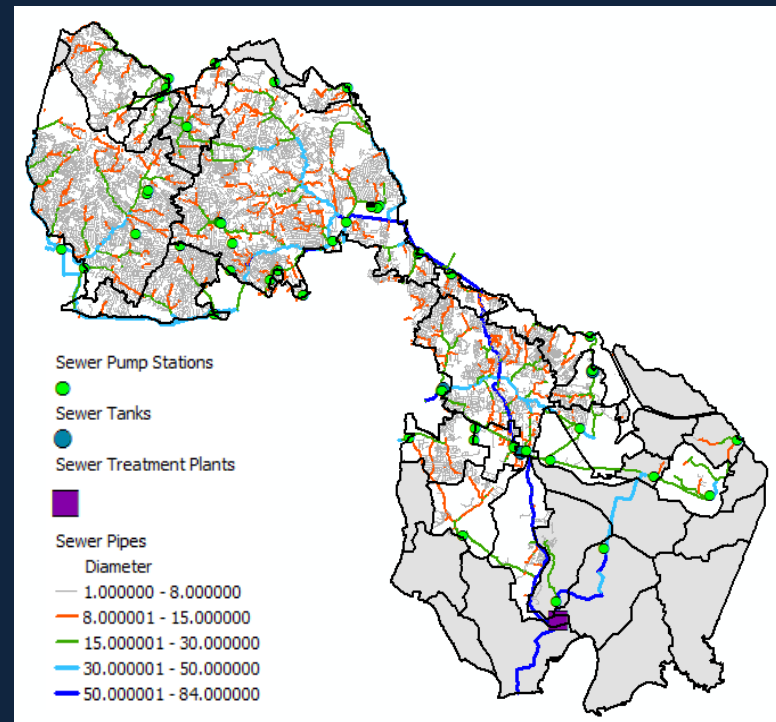 Sewer Pump Stations
Sewer Tanks
Sewer Treatment Plants
Sewer Pipes
Diameter
1.000000 - 8.000000
8.000001 - 15.000000
15.000001 - 30.000000
30.000001 - 50.000000
50.000001 - 84.000000